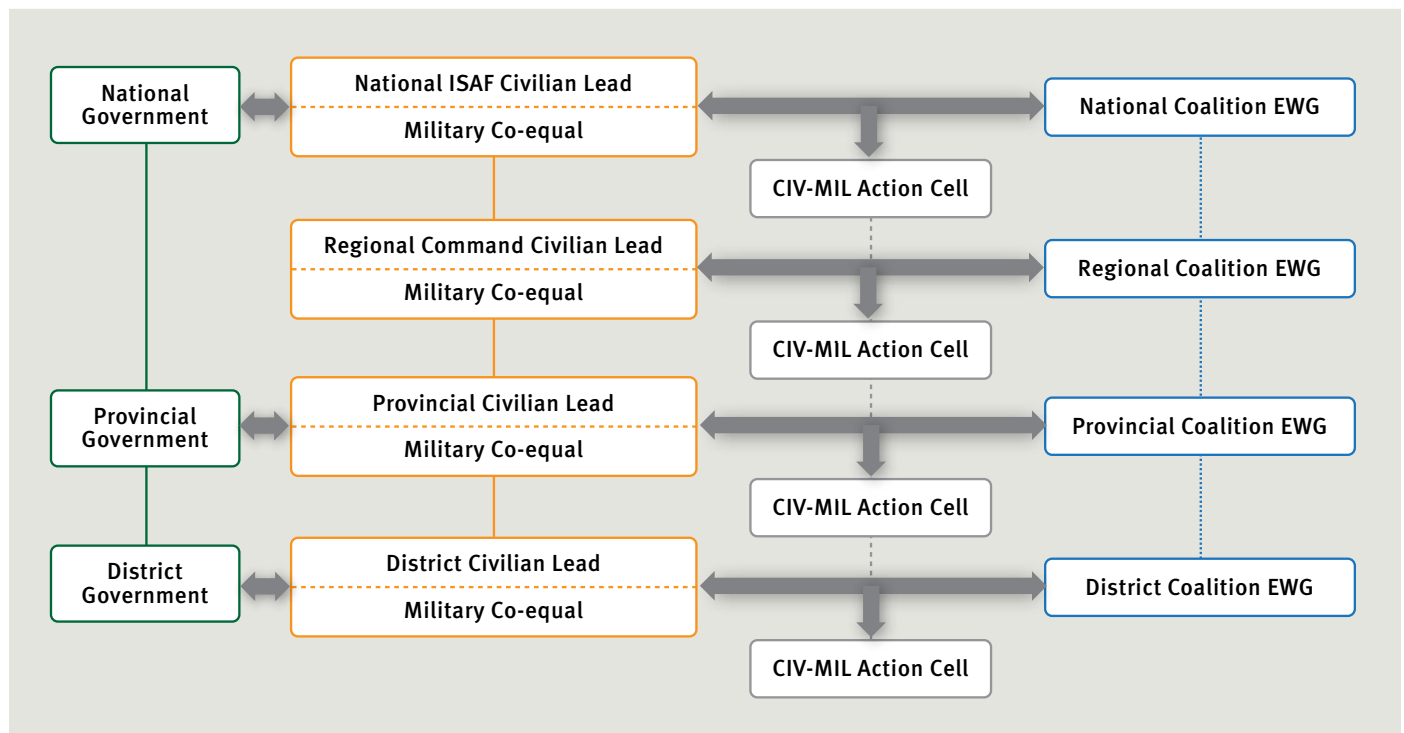 National
Government
National ISAF Civilian Lead
Military Co-equal
National Coalition EWG
CIV-MIL Action Cell
Regional Command Civilian Lead
Military Co-equal
Regional Coalition EWG
CIV-MIL Action Cell
Provincial
Government
Provincial Civilian Lead
Military Co-equal
Provincial Coalition EWG
CIV-MIL Action Cell
District
Government
District Civilian Lead
Military Co-equal
District Coalition EWG
CIV-MIL Action Cell